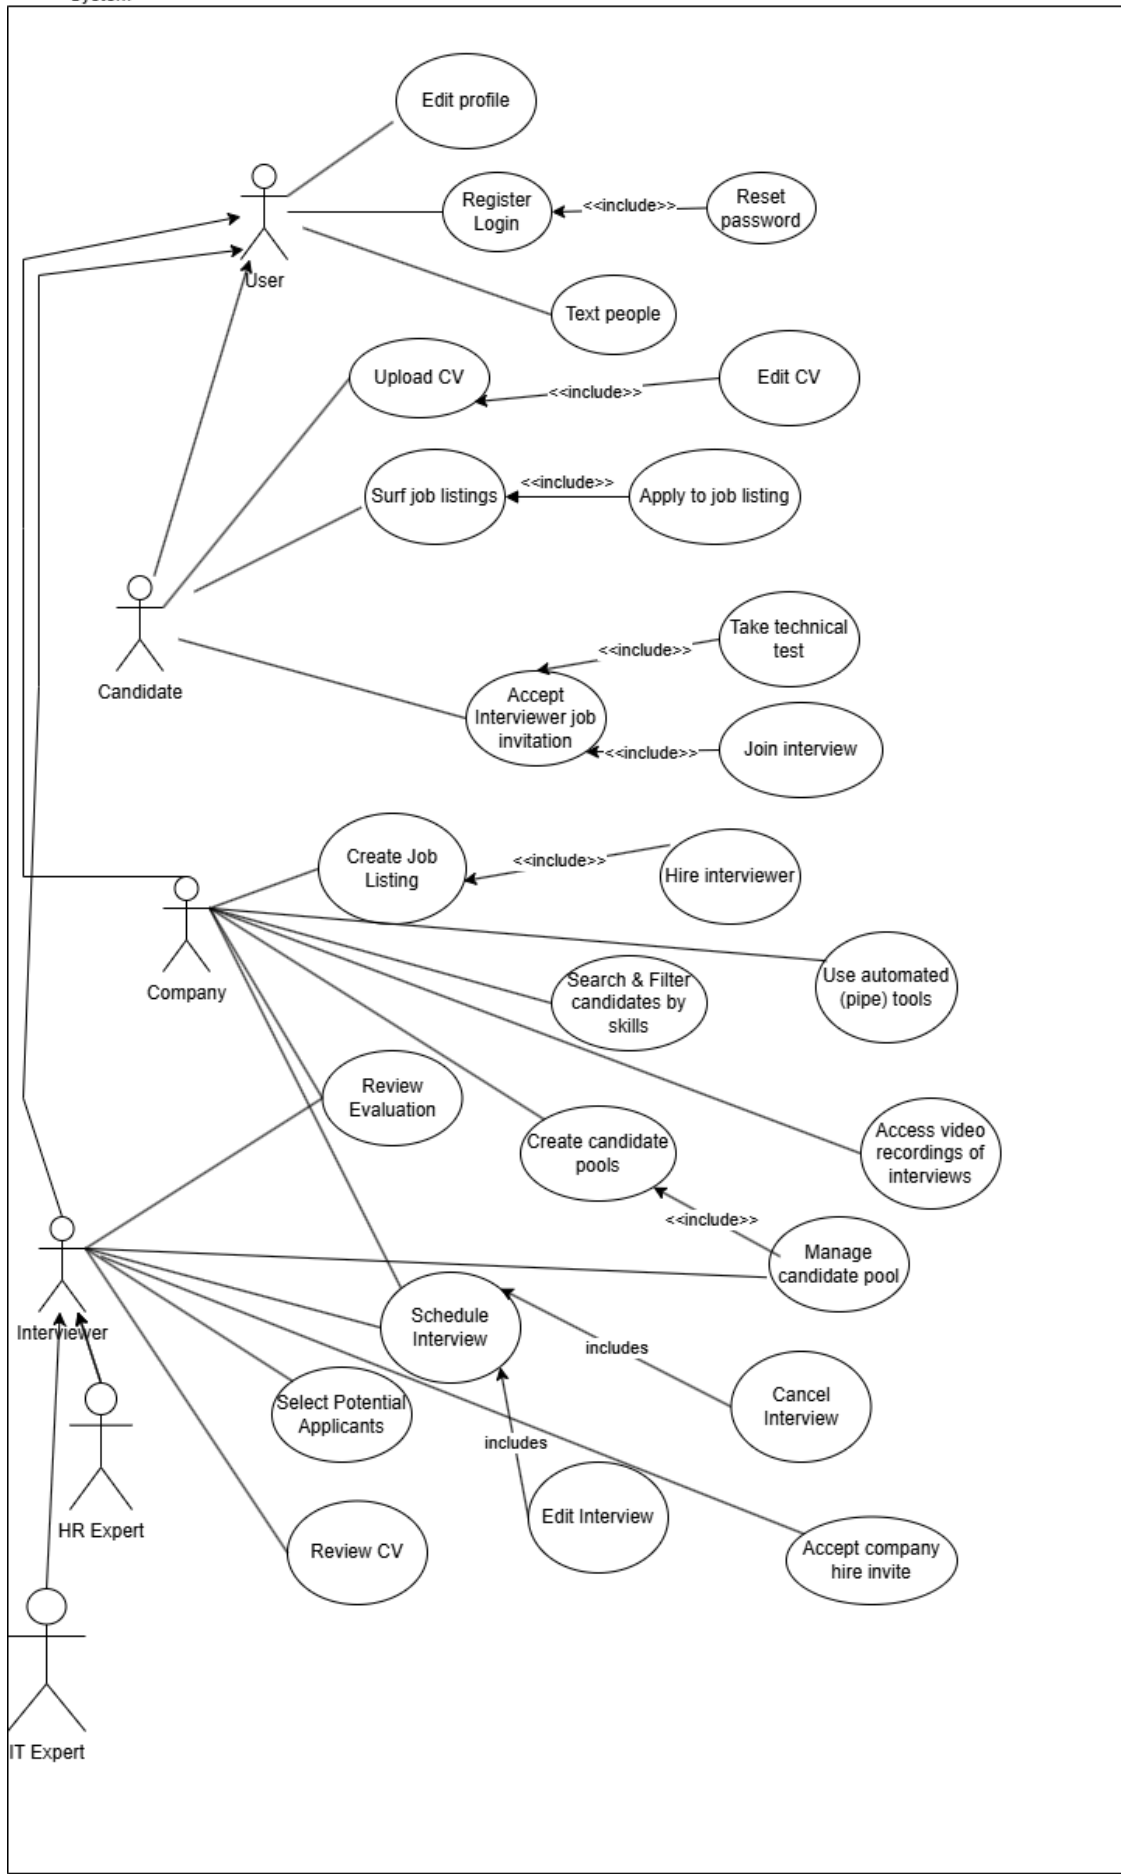 System
Edit profile
Register
Login
<<include>>
Reset
password
User
Text people
Upload CV
<<include>>
Edit CV
Surf job listings
<<include>>
Apply to job listing
Candidate
Take technical
test
<<include>>
Accept
Interviewer job
invitation
<<include>>
Join interview
Create Job
Listing
<<include>>
Hire interviewer
Company
Search & Filter
candidates by
skills
Use automated
(pipe) tools
Review
Evaluation
Create candidate
pools
Access video
recordings of
interviews
<<include>>
Manage
candidate pool
Interviewer
Schedule
Interview
includes
Select Potential
Applicants
Cancel
Interview
includes
HR Expert
Review CV
Edit Interview
Accept company
hire invite
IT Expert